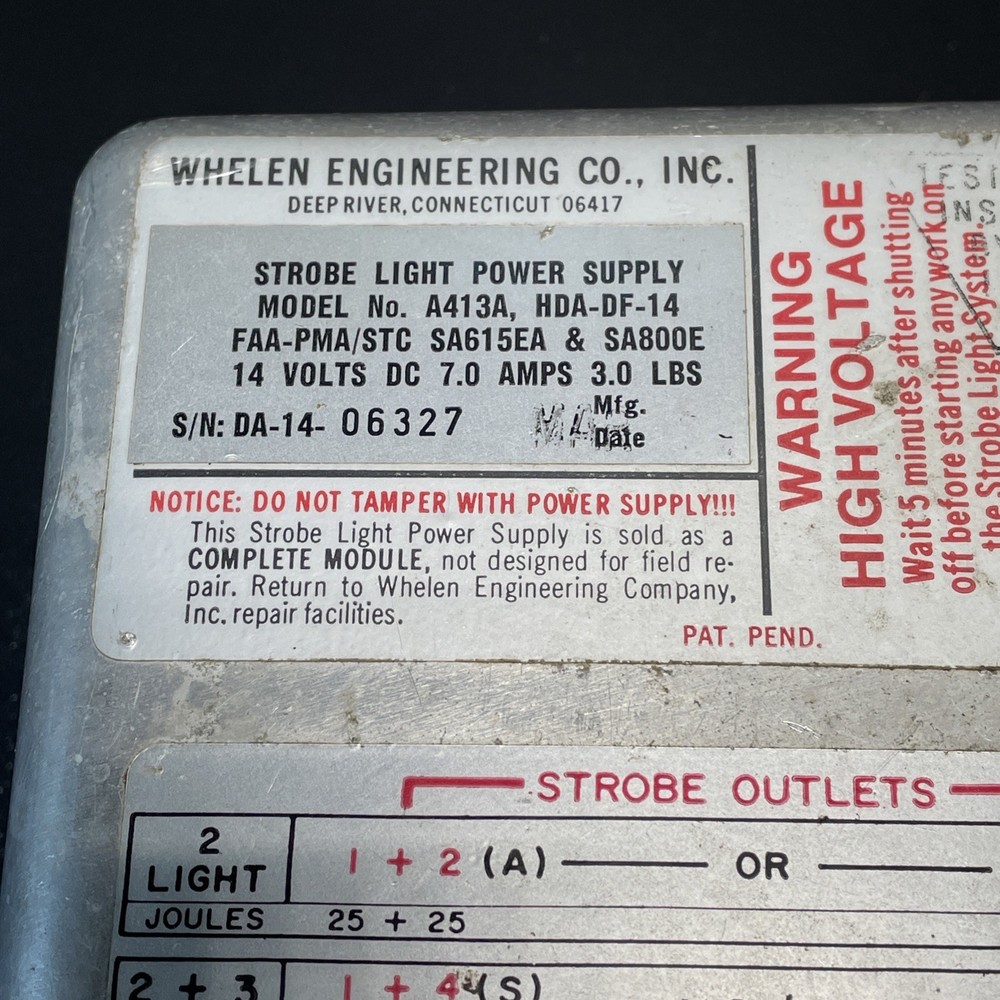 WHELEN ENGINEERING CO., INC.
DEEP RIVER, CONNECTICUT 06417
STROBE LIGHT POWER SUPPLY
MODEL No. A413A, HDA-DF-14
FAA-PMA/STC SA615EA & SA800E
14 VOLTS DC 7.0 AMPS 3.0 LBS
S/N: DA-14- 06327
Mfg.
Date
NOTICE: DO NOT TAMPER WITH POWER SUPPLY!!!
This Strobe Light Power Supply is sold as a
COMPLETE MODULE, not designed for field re-
pair. Return to Whelen Engineering Company,
Inc. repair facilities.
PAT. PEND.
WARNING
HIGH VOLTAGE
Wait 5 minutes after shutting
off before starting any work on
the Strobe Light System.
STROBE OUTLETS
2
LIGHT
1 + 2 (A) OR
JOULES 25 + 25
2 + 3 1 + 4 (S)